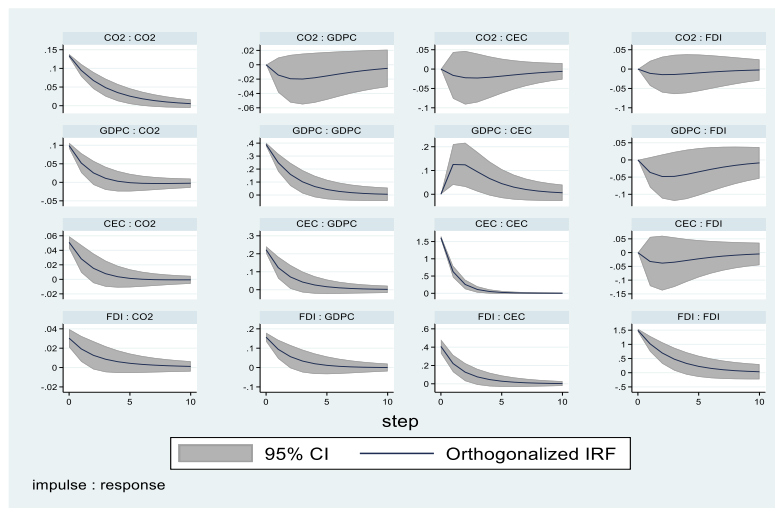 CO2 : CO2
CO2 : GDPC
CO2 : CEC
CO2 : FDI
.15
.1
.05
0
.02
0
-.02
-.04
-.06
.05
0
-.05
-.1
.05
0
-.05
-.1
GDPC : CO2
GDPC : GDPC
GDPC : CEC
GDPC : FDI
.1
.05
0
-.05
.4
.3
.2
.1
0
.2
.1
0
.05
0
-.05
-.1
CEC : CO2
CEC : GDPC
CEC : CEC
CEC : FDI
.06
.04
.02
0
-.02
.3
.2
.1
0
1.5
1
.5
0
.05
0
-.05
-.1
-.15
FDI : CO2
FDI : GDPC
FDI : CEC
FDI : FDI
.04
.02
0
-.02
.2
.1
0
-.1
.6
.4
.2
0
1.5
1
.5
0
-.5
0 5 10
0 5 10
0 5 10
0 5 10
step
95% CI
Orthogonalized IRF
impulse : response